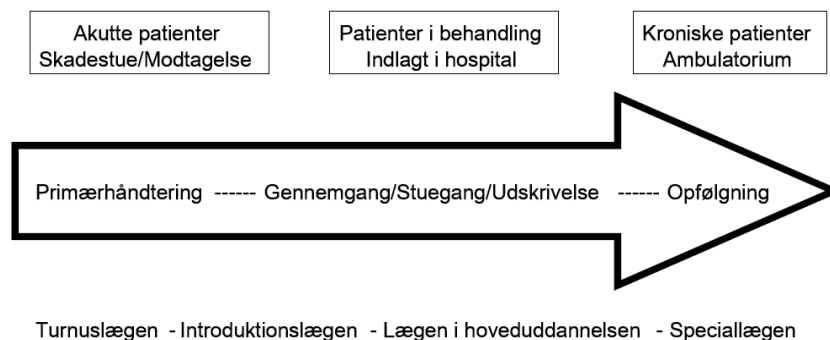 Akutte patienter
Skadestue/Modtagelse
Patienter i behandling
Indlagt i hospital
Kroniske patienter
Ambulatorium
Primærhåndtering ------ Gennemgang/Stuegang/Udskrivelse ------ Opfølgning
Turnuslægen - Introduktionslægen - Lægen i hoveduddannelsen - Speciallægen